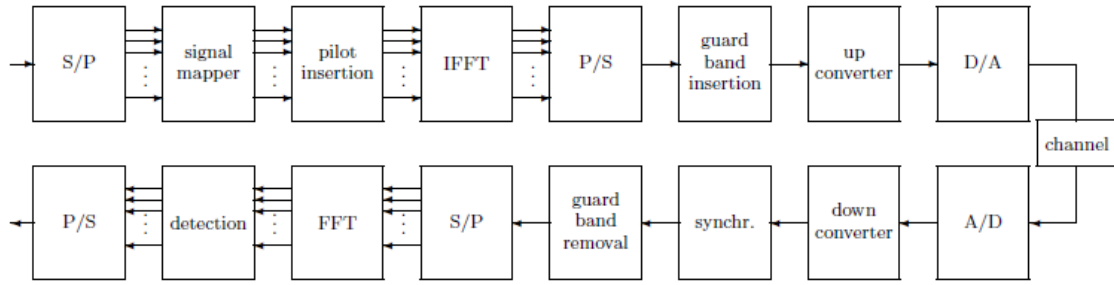 S/P
signal
mapper
pilot
insertion
IFFT
P/S
guard
band
insertion
up
converter
D/A
channel
P/S
detection
FFT
S/P
guard
band
removal
synchr.
down
converter
A/D